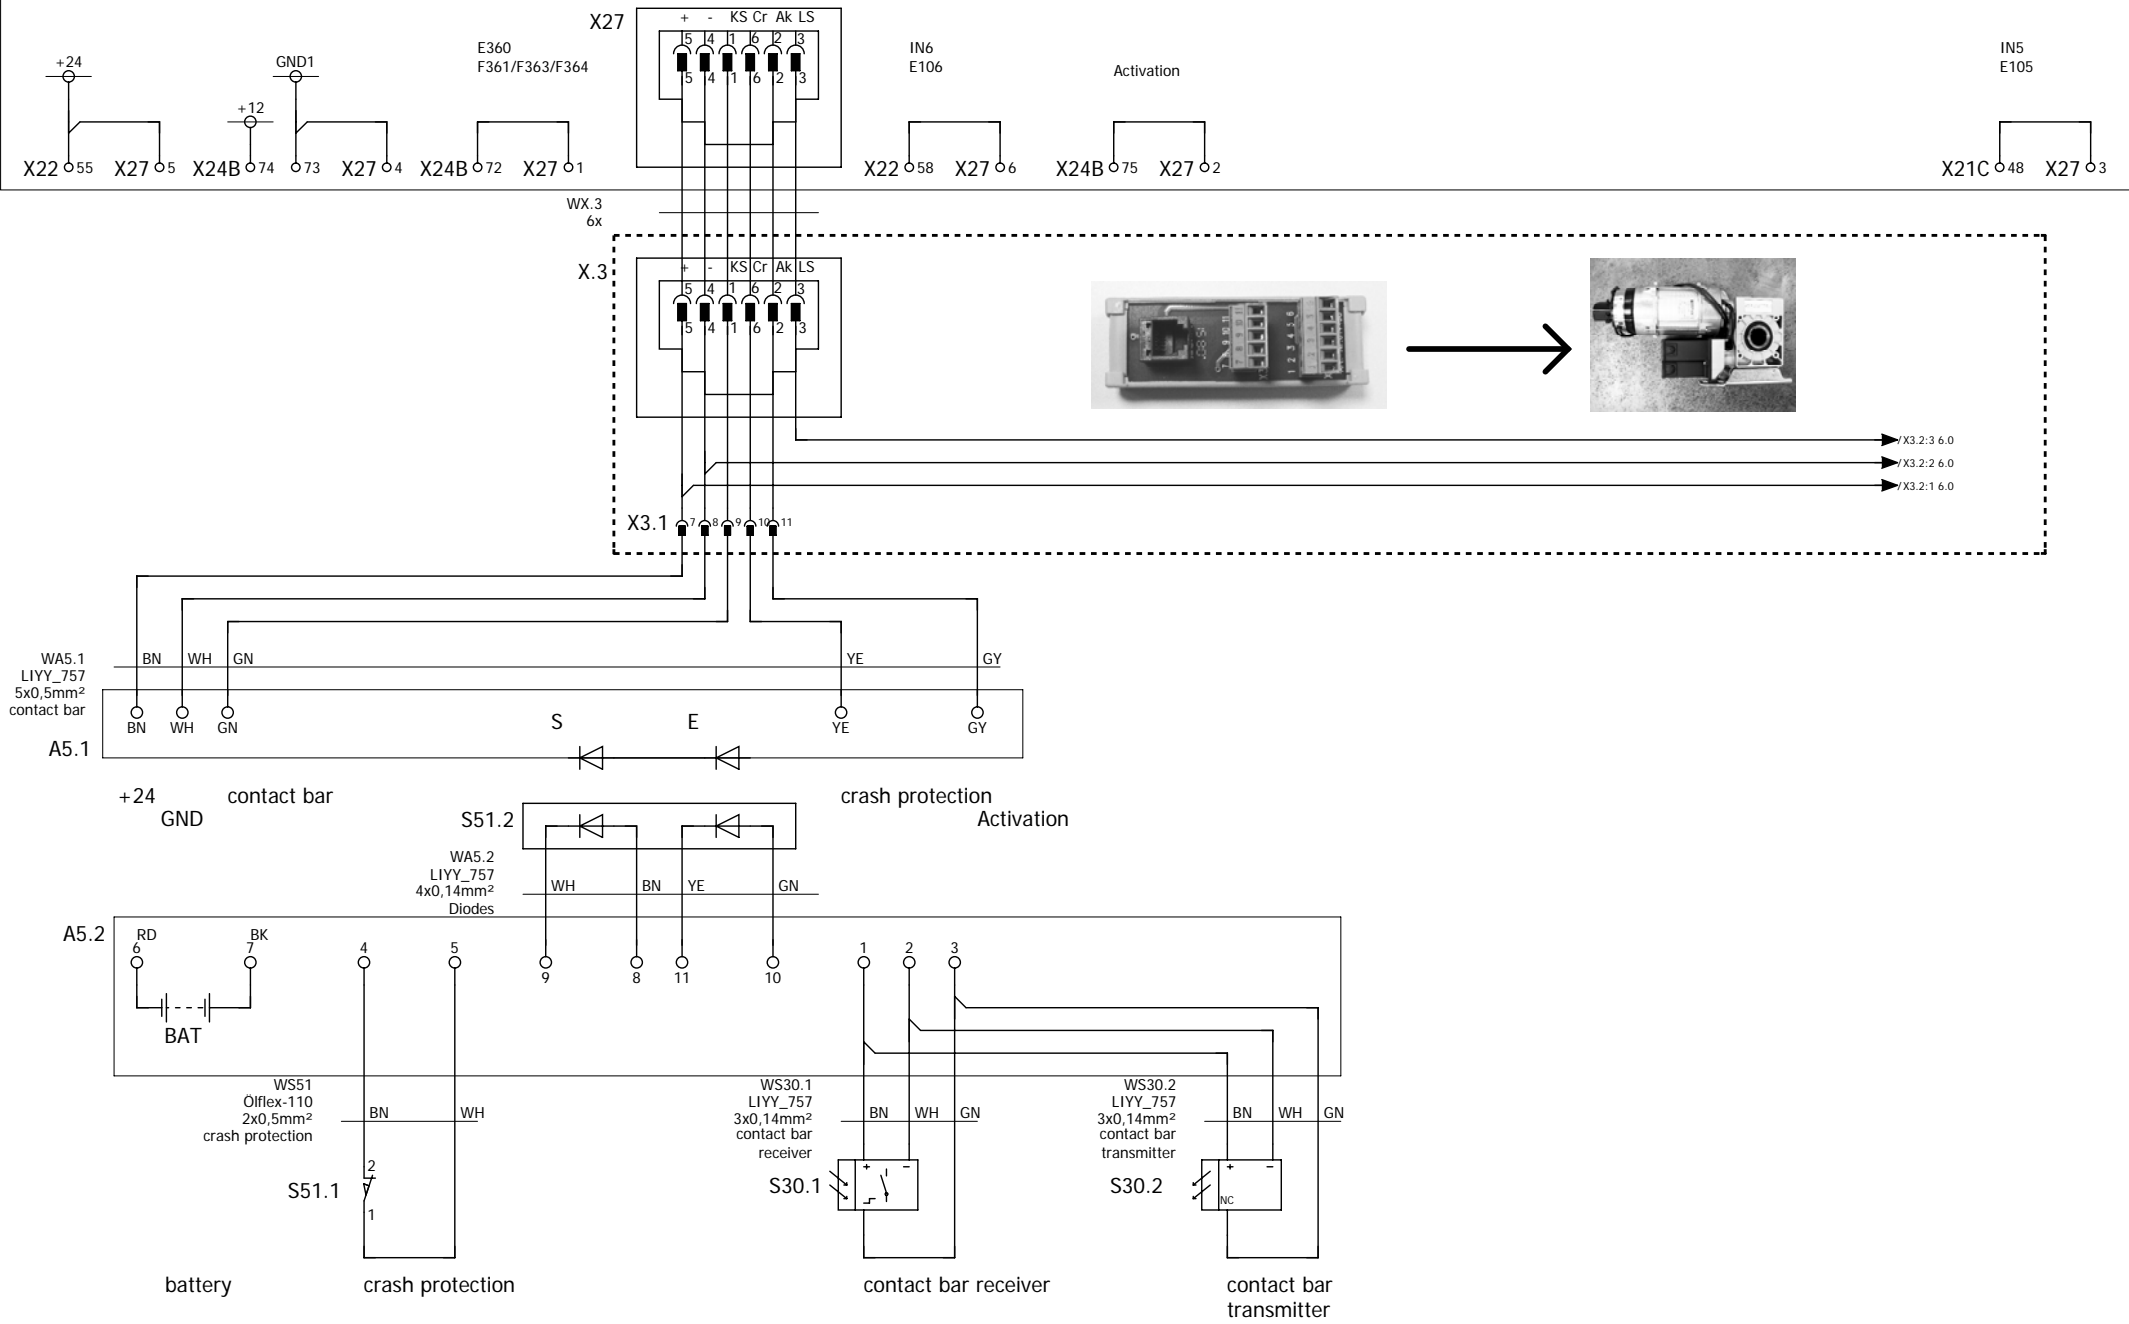 X27
+ - KS Cr Ak LS
5 4 1 6 2 3
5 4 1 6 2 3
+24
GND1
+12
E360
F361/F363/F364
IN6
E106
Activation
IN5
E105
X22 55 X27 5 X24B 74 73 X27 4 X24B 72 X27 1 X22 58 X27 6 X24B 75 X27 2 X21C 48 X27 3
WX.3
6x
X.3
+ - KS Cr Ak LS
5 4 1 6 2 3
5 4 1 6 2 3
/X3.2:3 6.0
/X3.2:2 6.0
/X3.2:1 6.0
X3.1 7 8 9 10 11
WA5.1
LIYY_757
5x0,5mm²
contact bar
BN WH GN YE GY
BN WH GN YE GY
S E
A5.1
+24 contact bar crash protection
GND Activation
S51.2
WA5.2
LIYY_757
4x0,14mm²
Diodes
WH BN YE GN
A5.2
RD BK
6 7 4 5 1 2 3
9 8 11 10
BAT
WS51
Ölflex-110
2x0,5mm²
crash protection
BN WH
WS30.1
LIYY_757
3x0,14mm²
contact bar
receiver
BN WH GN
WS30.2
LIYY_757
3x0,14mm²
contact bar
transmitter
BN WH GN
S51.1
2
1
S30.1
+ -
S30.2
+ -
NC
battery
crash protection
contact bar receiver
contact bar
transmitter